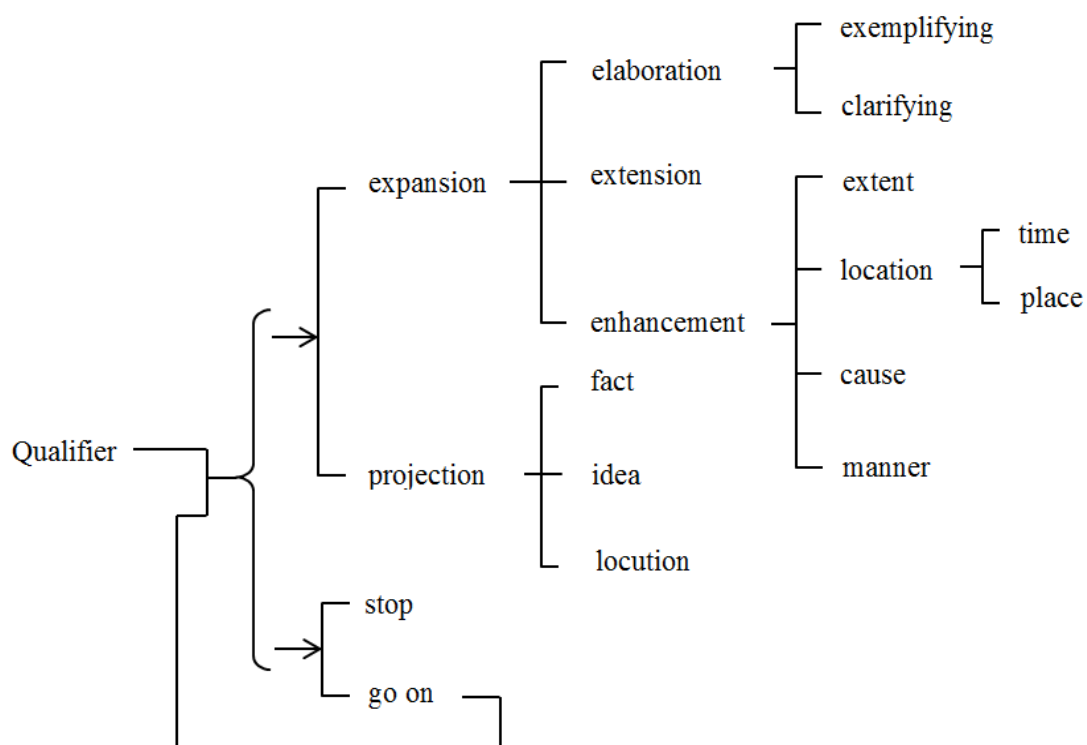 exemplifying
elaboration
clarifying
expansion
extension
extent
time
location
place
enhancement
fact
cause
Qualifier
projection
idea
manner
locution
stop
go on